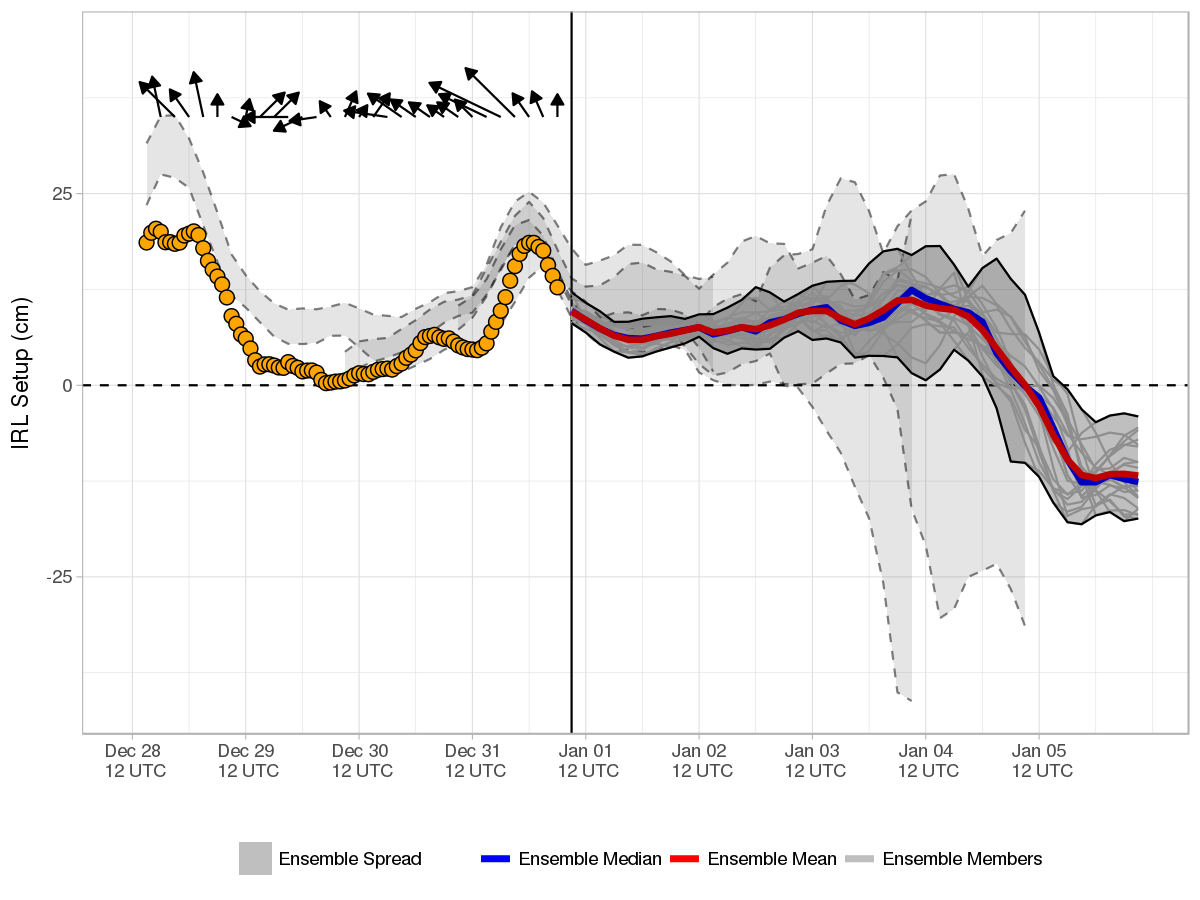 IRL Setup (cm)
25
0
-25
Dec 28 Dec 29 Dec 30 Dec 31 Jan 01 Jan 02 Jan 03 Jan 04 Jan 05
12 UTC 12 UTC 12 UTC 12 UTC 12 UTC 12 UTC 12 UTC 12 UTC 12 UTC
Ensemble Spread Ensemble Median Ensemble Mean Ensemble Members